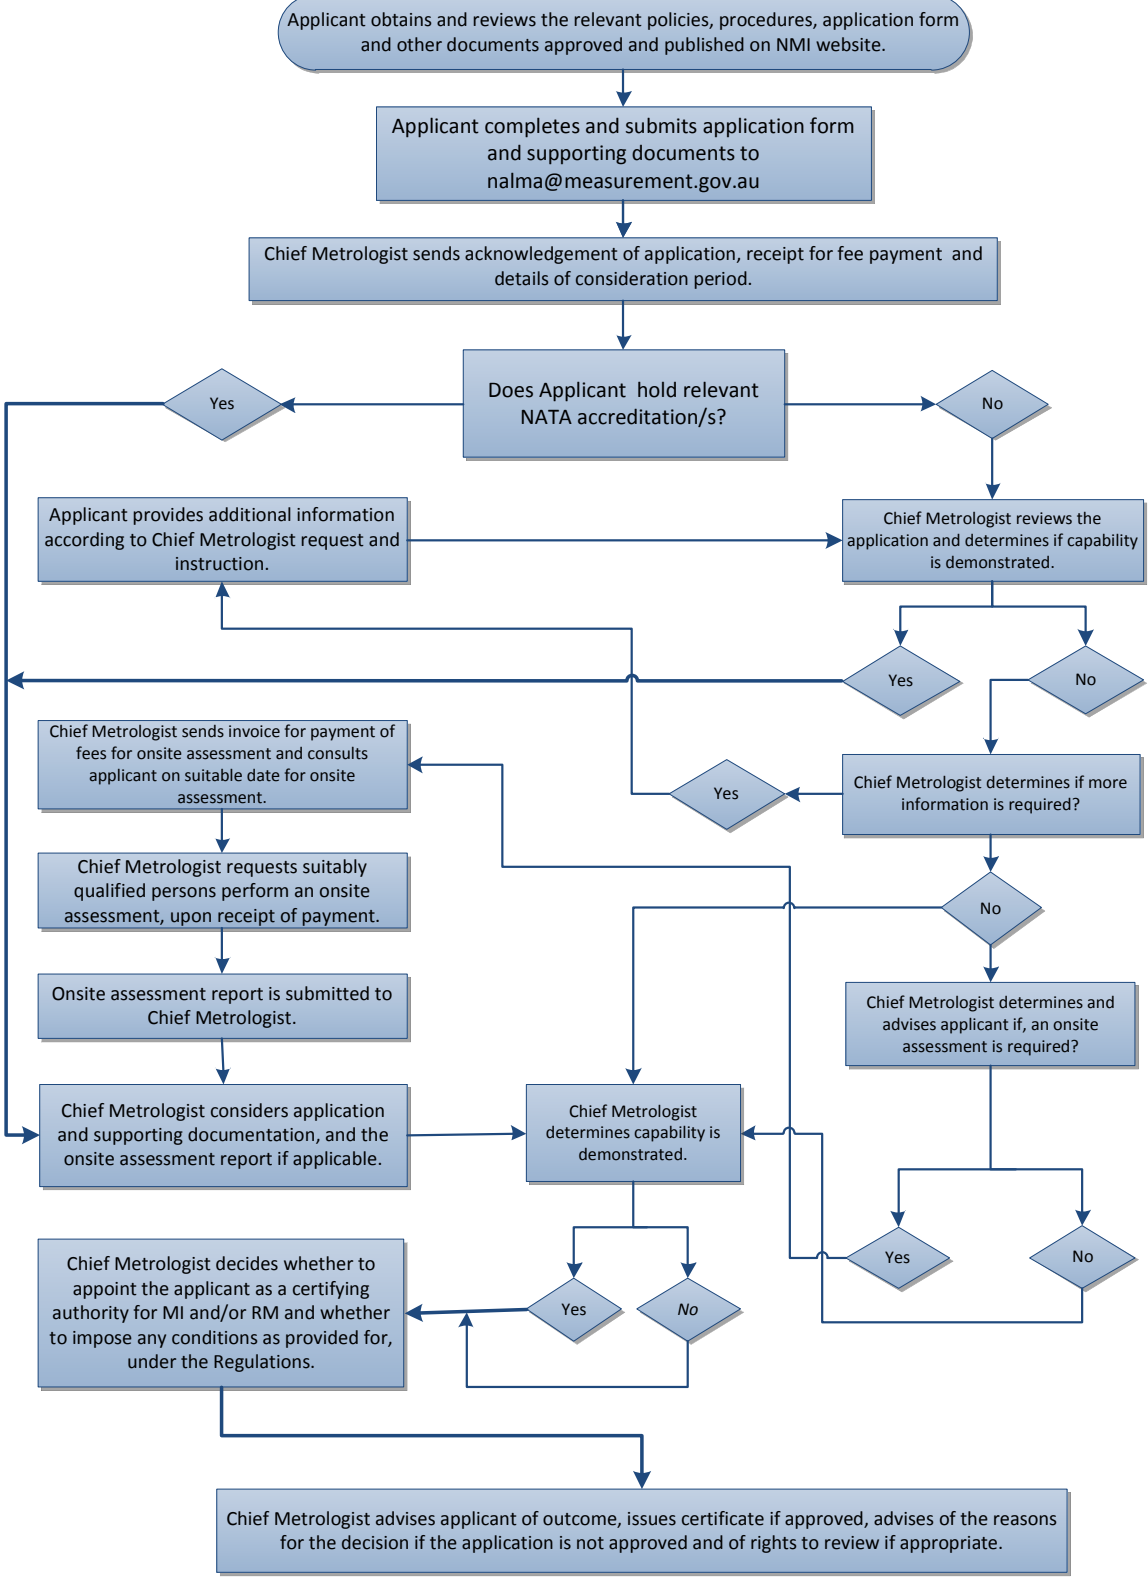 Applicant obtains and reviews the relevant policies, procedures, application form
and other documents approved and published on NMI website.
Applicant completes and submits application form
and supporting documents to
nalma@measurement.gov.au
Chief Metrologist sends acknowledgement of application, receipt for fee payment and
details of consideration period.
Does Applicant hold relevant
NATA accreditation/s?
Yes
No
Applicant provides additional information
according to Chief Metrologist request and
instruction.
Chief Metrologist reviews the
application and determines if capability
is demonstrated.
Yes
No
Chief Metrologist sends invoice for payment of
fees for onsite assessment and consults
applicant on suitable date for onsite
assessment.
Yes
Chief Metrologist determines if more
information is required?
Chief Metrologist requests suitably
qualified persons perform an onsite
assessment, upon receipt of payment.
No
Onsite assessment report is submitted to
Chief Metrologist.
Chief Metrologist determines and
advises applicant if, an onsite
assessment is required?
Chief Metrologist considers application
and supporting documentation, and the
onsite assessment report if applicable.
Chief Metrologist
determines capability is
demonstrated.
Yes
No
Chief Metrologist decides whether to
appoint the applicant as a certifying
authority for MI and/or RM and whether
to impose any conditions as provided for,
under the Regulations.
Yes
No
Chief Metrologist advises applicant of outcome, issues certificate if approved, advises of the reasons
for the decision if the application is not approved and of rights to review if appropriate.